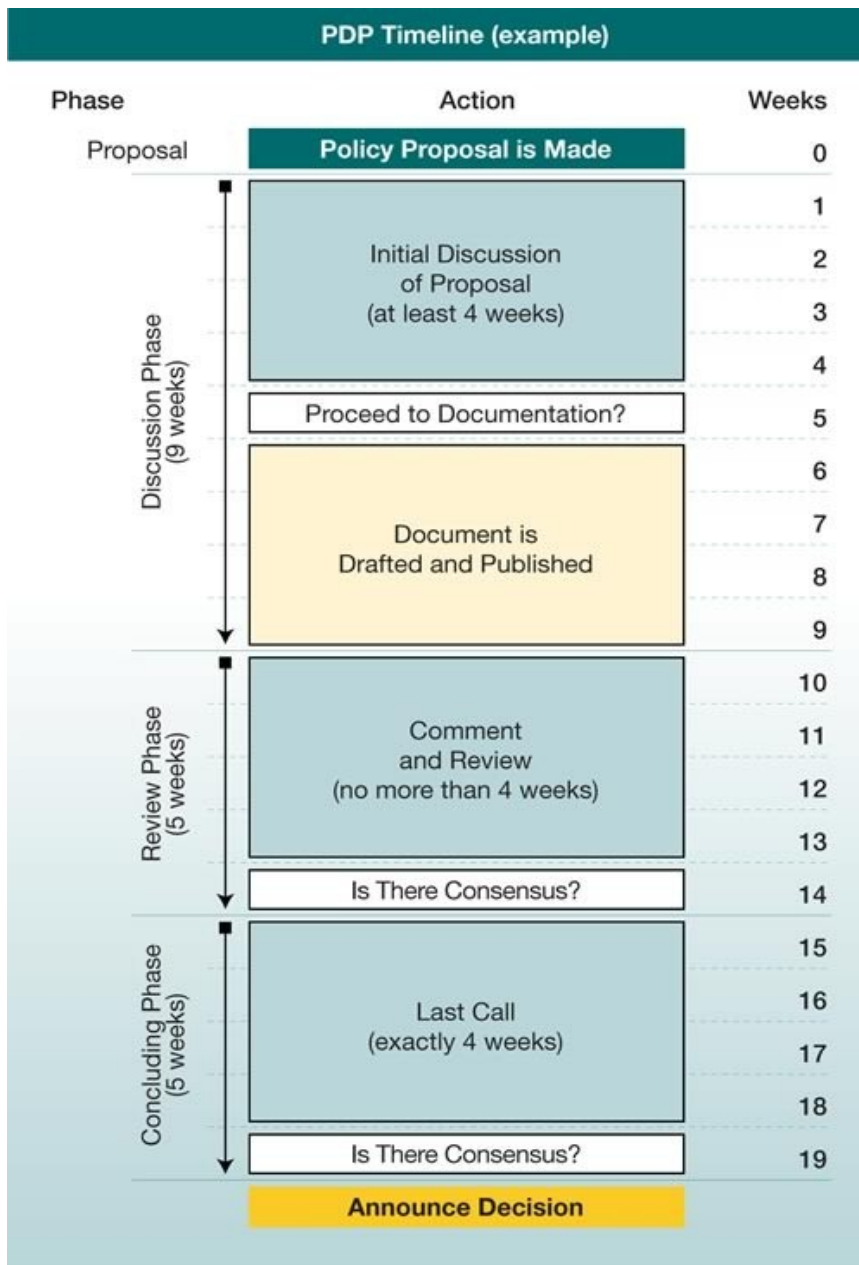 PDP Timeline (example)
Phase Action Weeks
Proposal Policy Proposal is Made 0
Discussion Phase
(9 weeks)
1
Initial Discussion
of Proposal
(at least 4 weeks)
2
3
4
Proceed to Documentation? 5
6
Document is
Drafted and Published
7
8
9
Review Phase
(5 weeks)
10
Comment
and Review
(no more than 4 weeks)
11
12
13
Is There Consensus? 14
Concluding Phase
(5 weeks)
15
Last Call
(exactly 4 weeks)
16
17
18
Is There Consensus? 19
Announce Decision